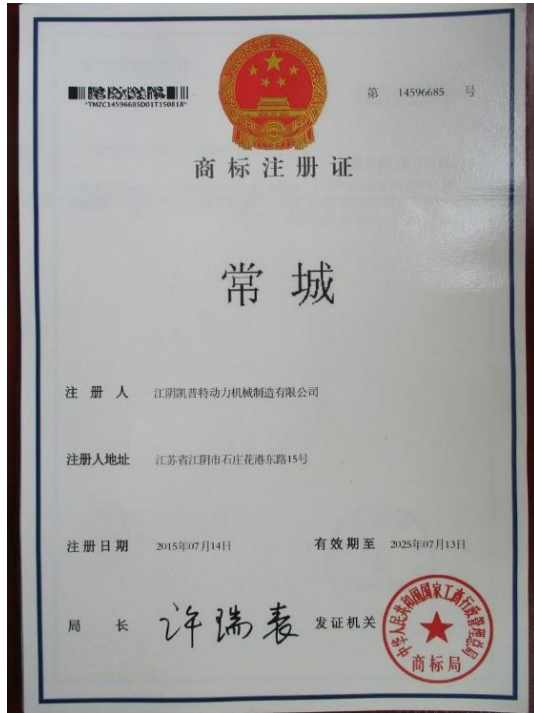 *TMZC14596685D01T150818*
第 14596685 号
商标注册证
常城
注册人 江阴凯普特动力机械制造有限公司
注册人地址 江苏省江阴市石庄花港东路15号
注册日期 2015年07月14日 有效期至 2025年07月13日
局长 许瑞表 发证机关
中华人民共和国国家工商行政管理总局
商标局